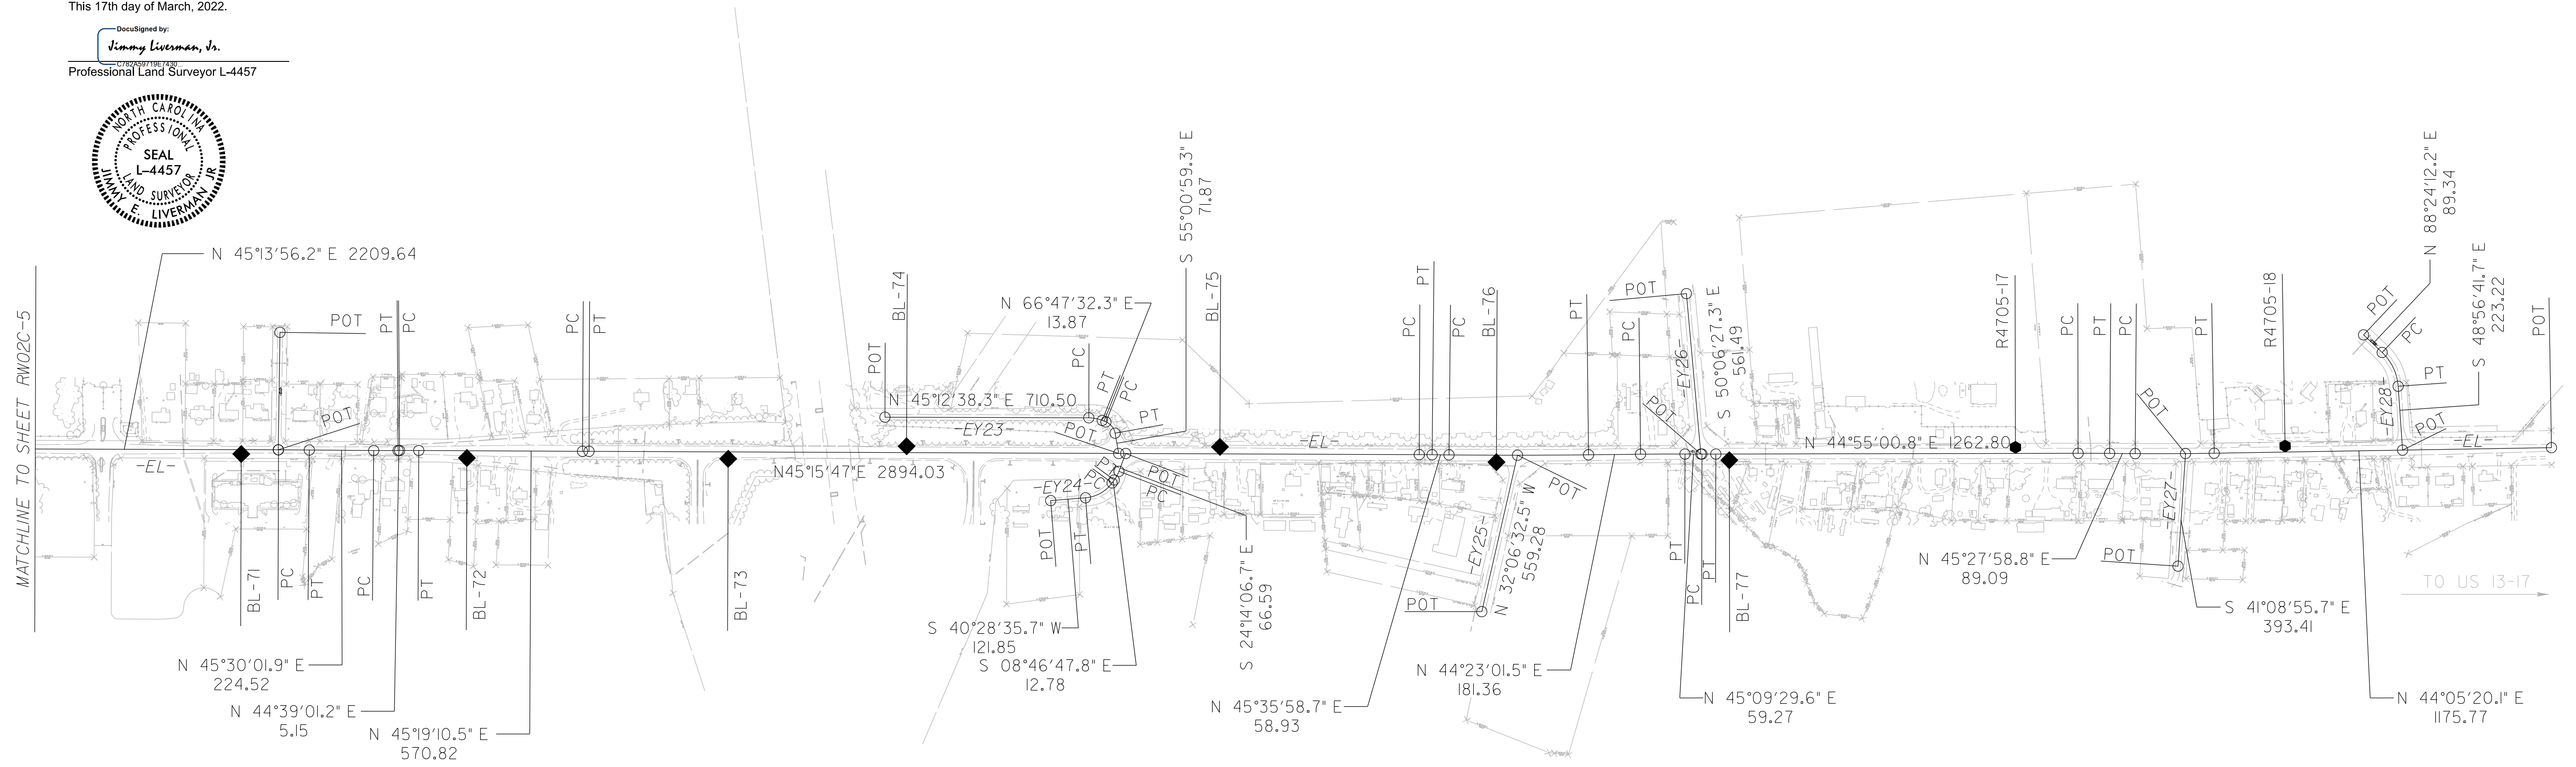 This 17th day of March, 2022.
DocuSigned by:
Jimmy Liverman, Jr.
C782A59719E7430...
Professional Land Surveyor L-4457
NORTH CAROLINA
PROFESSIONAL
SEAL
L-4457
LAND SURVEYOR
JIMMY E. LIVERMAN JR
MATCHLINE TO SHEET RW02C-5
N 45°13'56.2" E 2209.64
-EL-
POT
POT
BL-71
PC
PT
PC
PT
PC
PT
BL-72
N 45°30'01.9" E
224.52
N 44°39'01.2" E
5.15
N 45°19'10.5" E
570.82
PC
PT
BL-73
N45°15'47"E 2894.03
POT
BL-74
N 45°12'38.3" E 710.50
-EY23-
PC
PT
PC
N 66°47'32.3" E
13.87
S 55°00'59.3" E
71.87
PT
POT
POT
-EY24-
PT
PC
PC
POT
PT
S 40°28'35.7" W
121.85
S 08°46'47.8" E
12.78
S 24°14'06.7" E
66.59
BL-75
-EL-
PC
PT
PC
BL-76
N 45°35'58.7" E
58.93
-EY25-
N 32°06'32.5" W
559.28
POT
POT
PT
PC
N 44°23'01.5" E
181.36
POT
-EY26-
S 50°06'27.3" E
561.49
POT
PT
PC
PT
BL-77
N 45°09'29.6" E
59.27
N 44°55'00.8" E 1262.80
R4705-17
PC
PT
PC
POT
PT
N 45°27'58.8" E
89.09
-EY27-
POT
S 41°08'55.7" E
393.41
R4705-18
POT
PC
N 88°24'12.2" E
89.34
PT
-EY28-
S 48°56'41.7" E
223.22
POT
-EL-
POT
N 44°05'20.1" E
1175.77
TO US 13-17